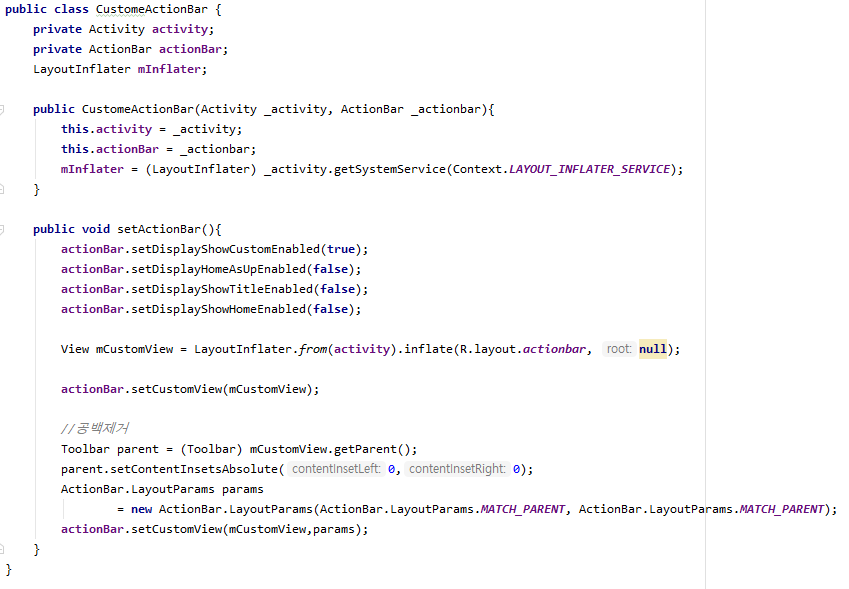 public class CustomeActionBar {
private Activity activity;
private ActionBar actionBar;
LayoutInflater mInflater;
public CustomeActionBar(Activity _activity, ActionBar _actionbar){
this.activity = _activity;
this.actionBar = _actionbar;
mInflater = (LayoutInflater) _activity.getSystemService(Context.LAYOUT_INFLATER_SERVICE);
}
public void setActionBar(){
actionBar.setDisplayShowCustomEnabled(true);
actionBar.setDisplayHomeAsUpEnabled(false);
actionBar.setDisplayShowTitleEnabled(false);
actionBar.setDisplayShowHomeEnabled(false);
View mCustomView = LayoutInflater.from(activity).inflate(R.layout.actionbar, root: null);
actionBar.setCustomView(mCustomView);
//공백제거
Toolbar parent = (Toolbar) mCustomView.getParent();
parent.setContentInsetsAbsolute( contentInsetLeft: 0, contentInsetRight: 0);
ActionBar.LayoutParams params
= new ActionBar.LayoutParams(ActionBar.LayoutParams.MATCH_PARENT, ActionBar.LayoutParams.MATCH_PARENT);
actionBar.setCustomView(mCustomView,params);
}
}